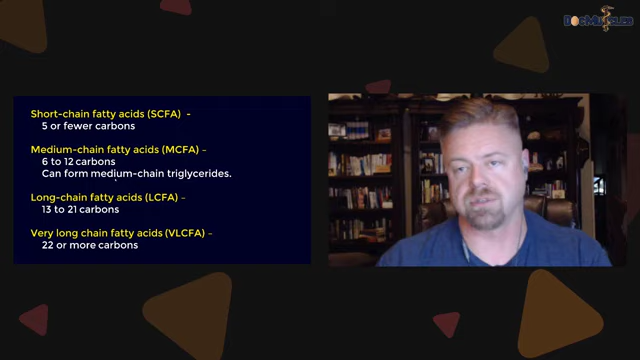 DocMuscum
Short-chain fatty acids (SCFA) -
5 or fewer carbons
Medium-chain fatty acids (MCFA) –
6 to 12 carbons
Can form medium-chain triglycerides.
Long-chain fatty acids (LCFA) –
13 to 21 carbons
Very long chain fatty acids (VLCFA) –
22 or more carbons